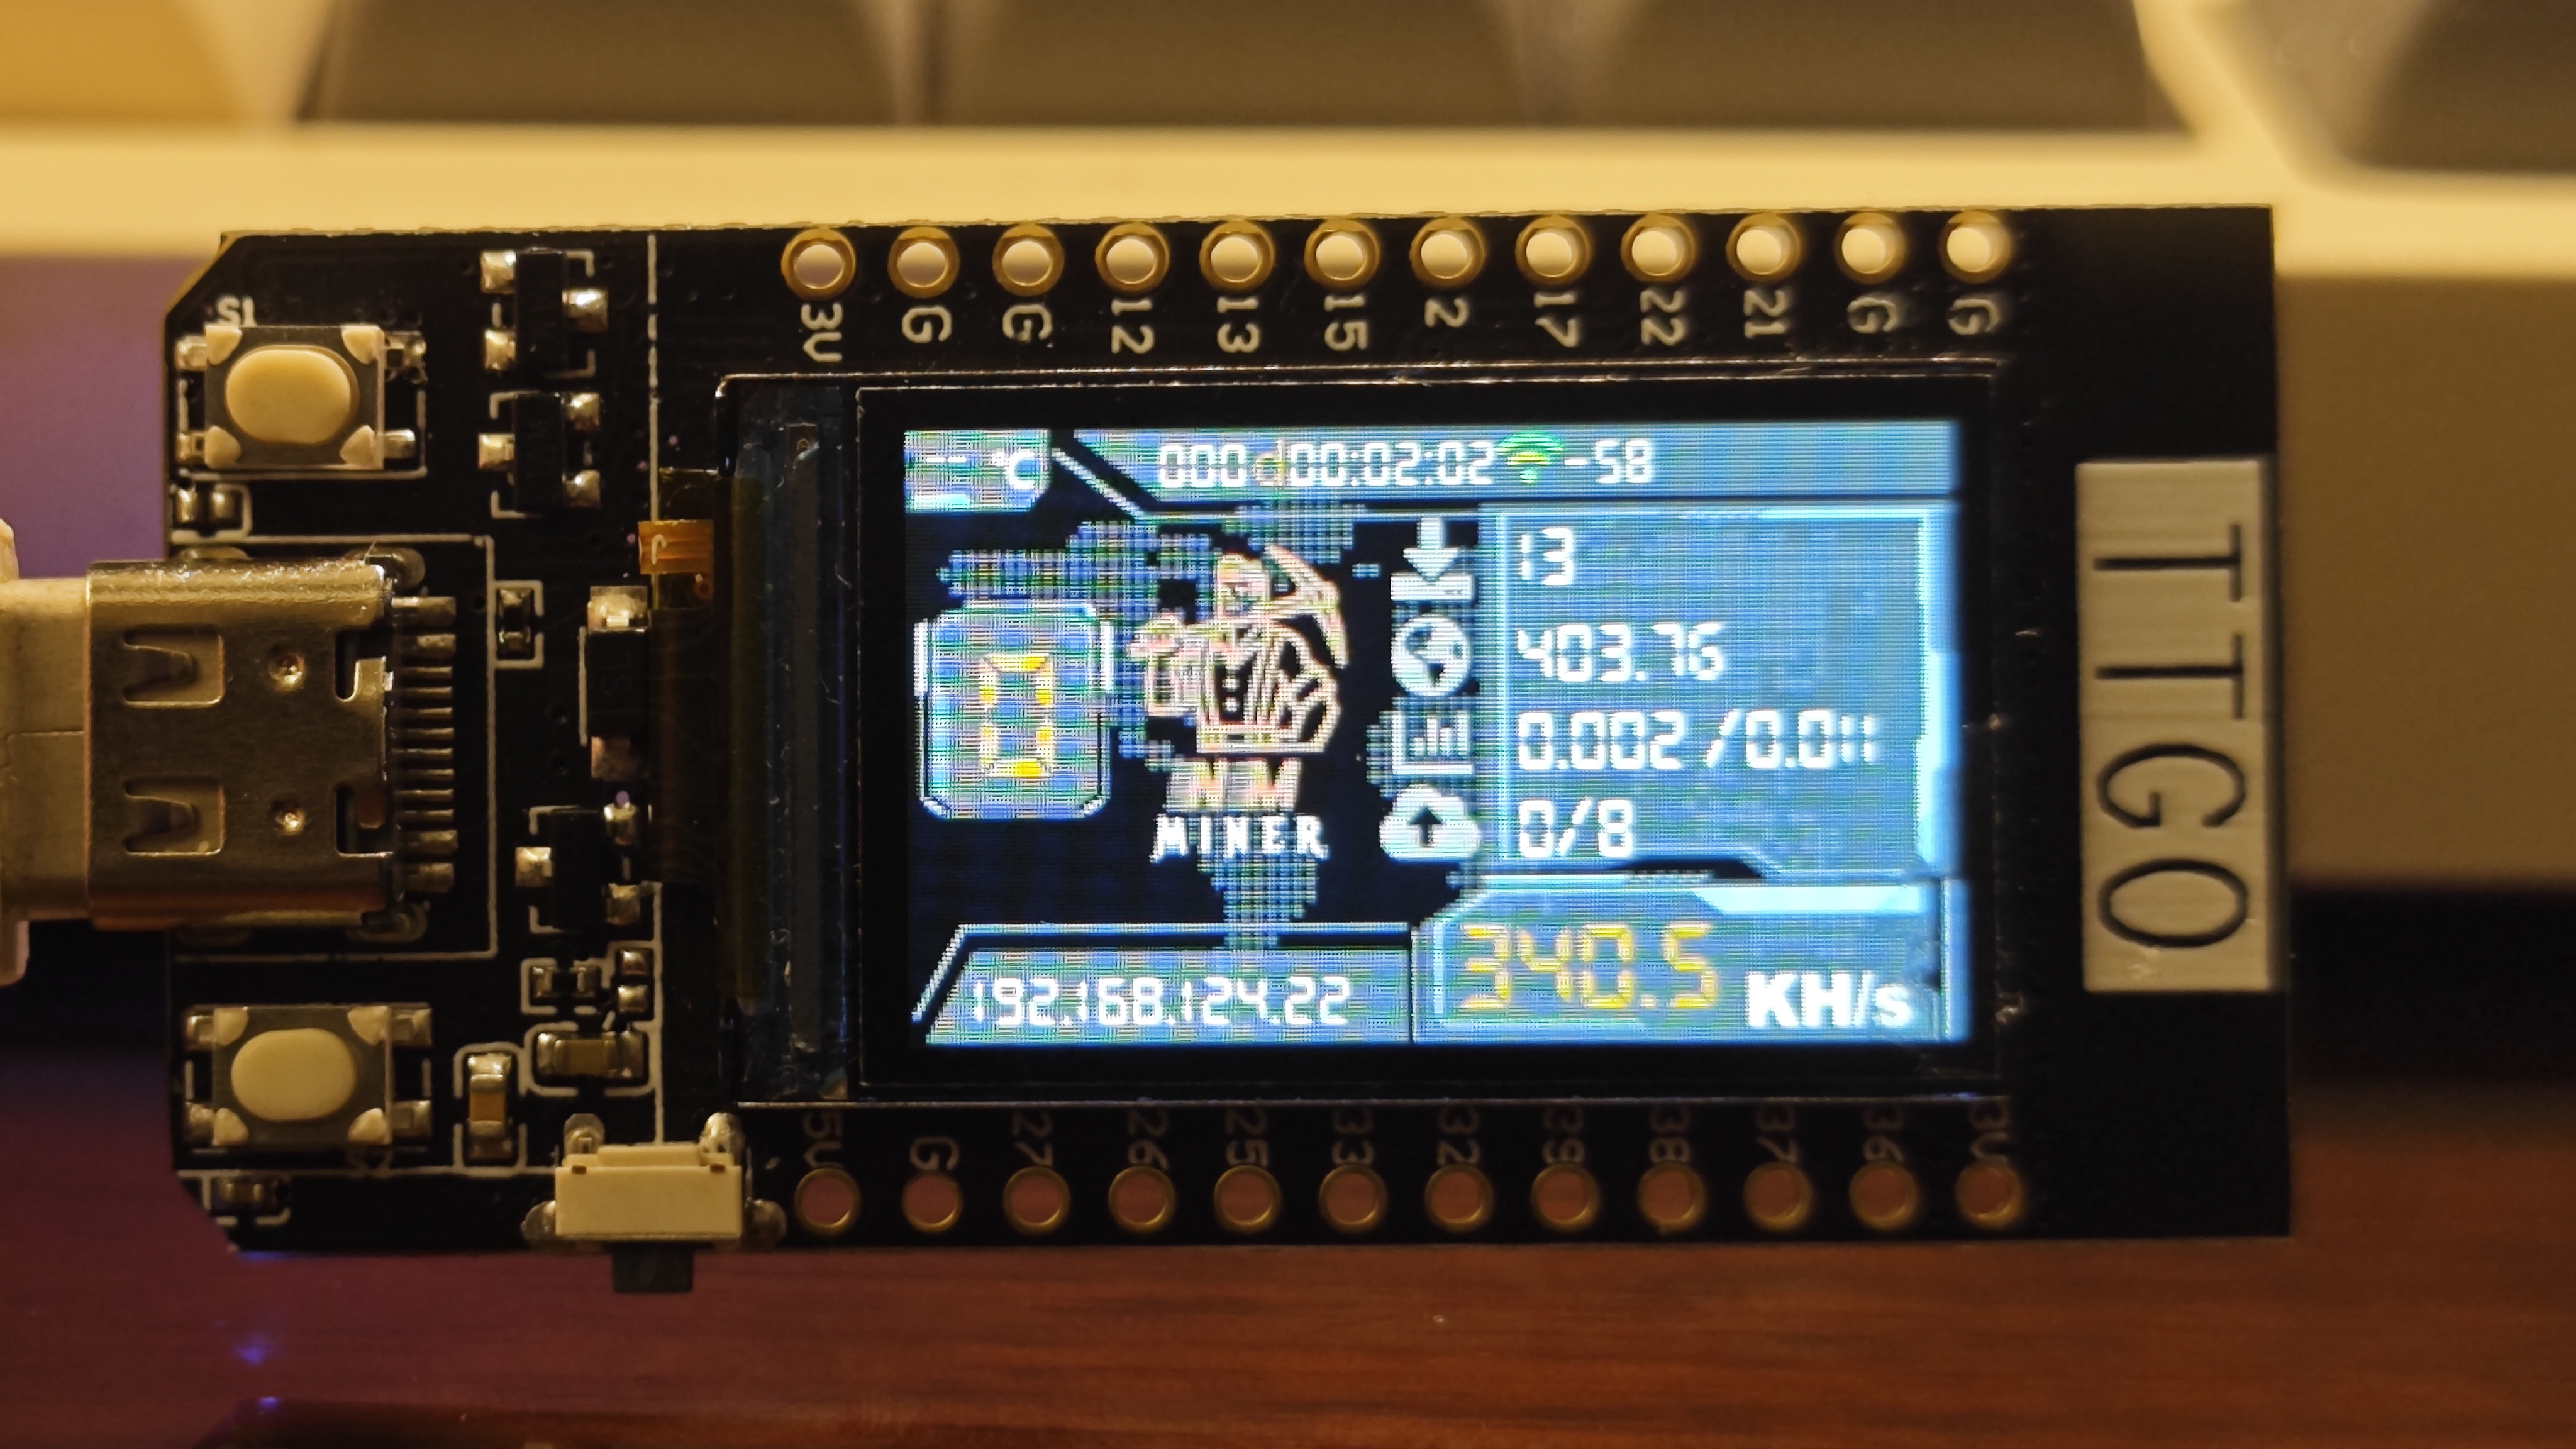 S1
3V G G 12 13 15 2 17 22 21 G G
-- °C 000d00:02:02 -58
13
403.76
0
0.002 /0.011
NM
MINER
0/8
192.168.124.22
340.5 KH/s
TTGO
5V G 27 26 25 33 32 39 38 37 36 3V